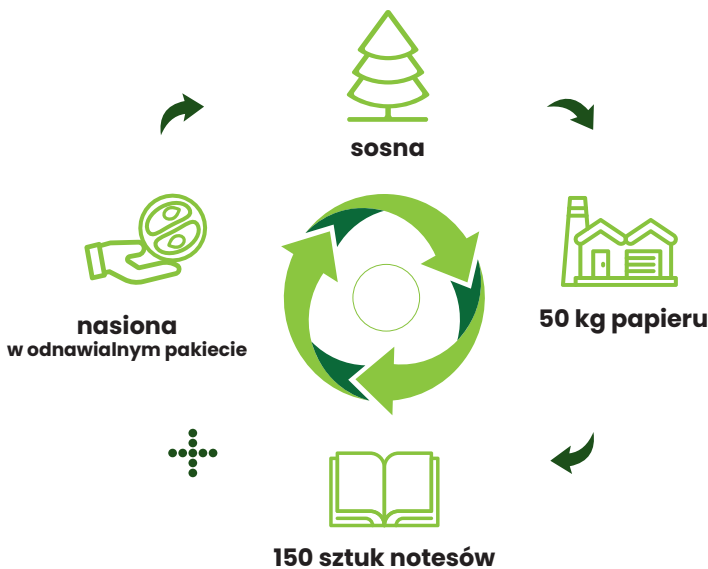 sosna
50 kg papieru
150 sztuk notesów
nasiona
w odnawialnym pakiecie